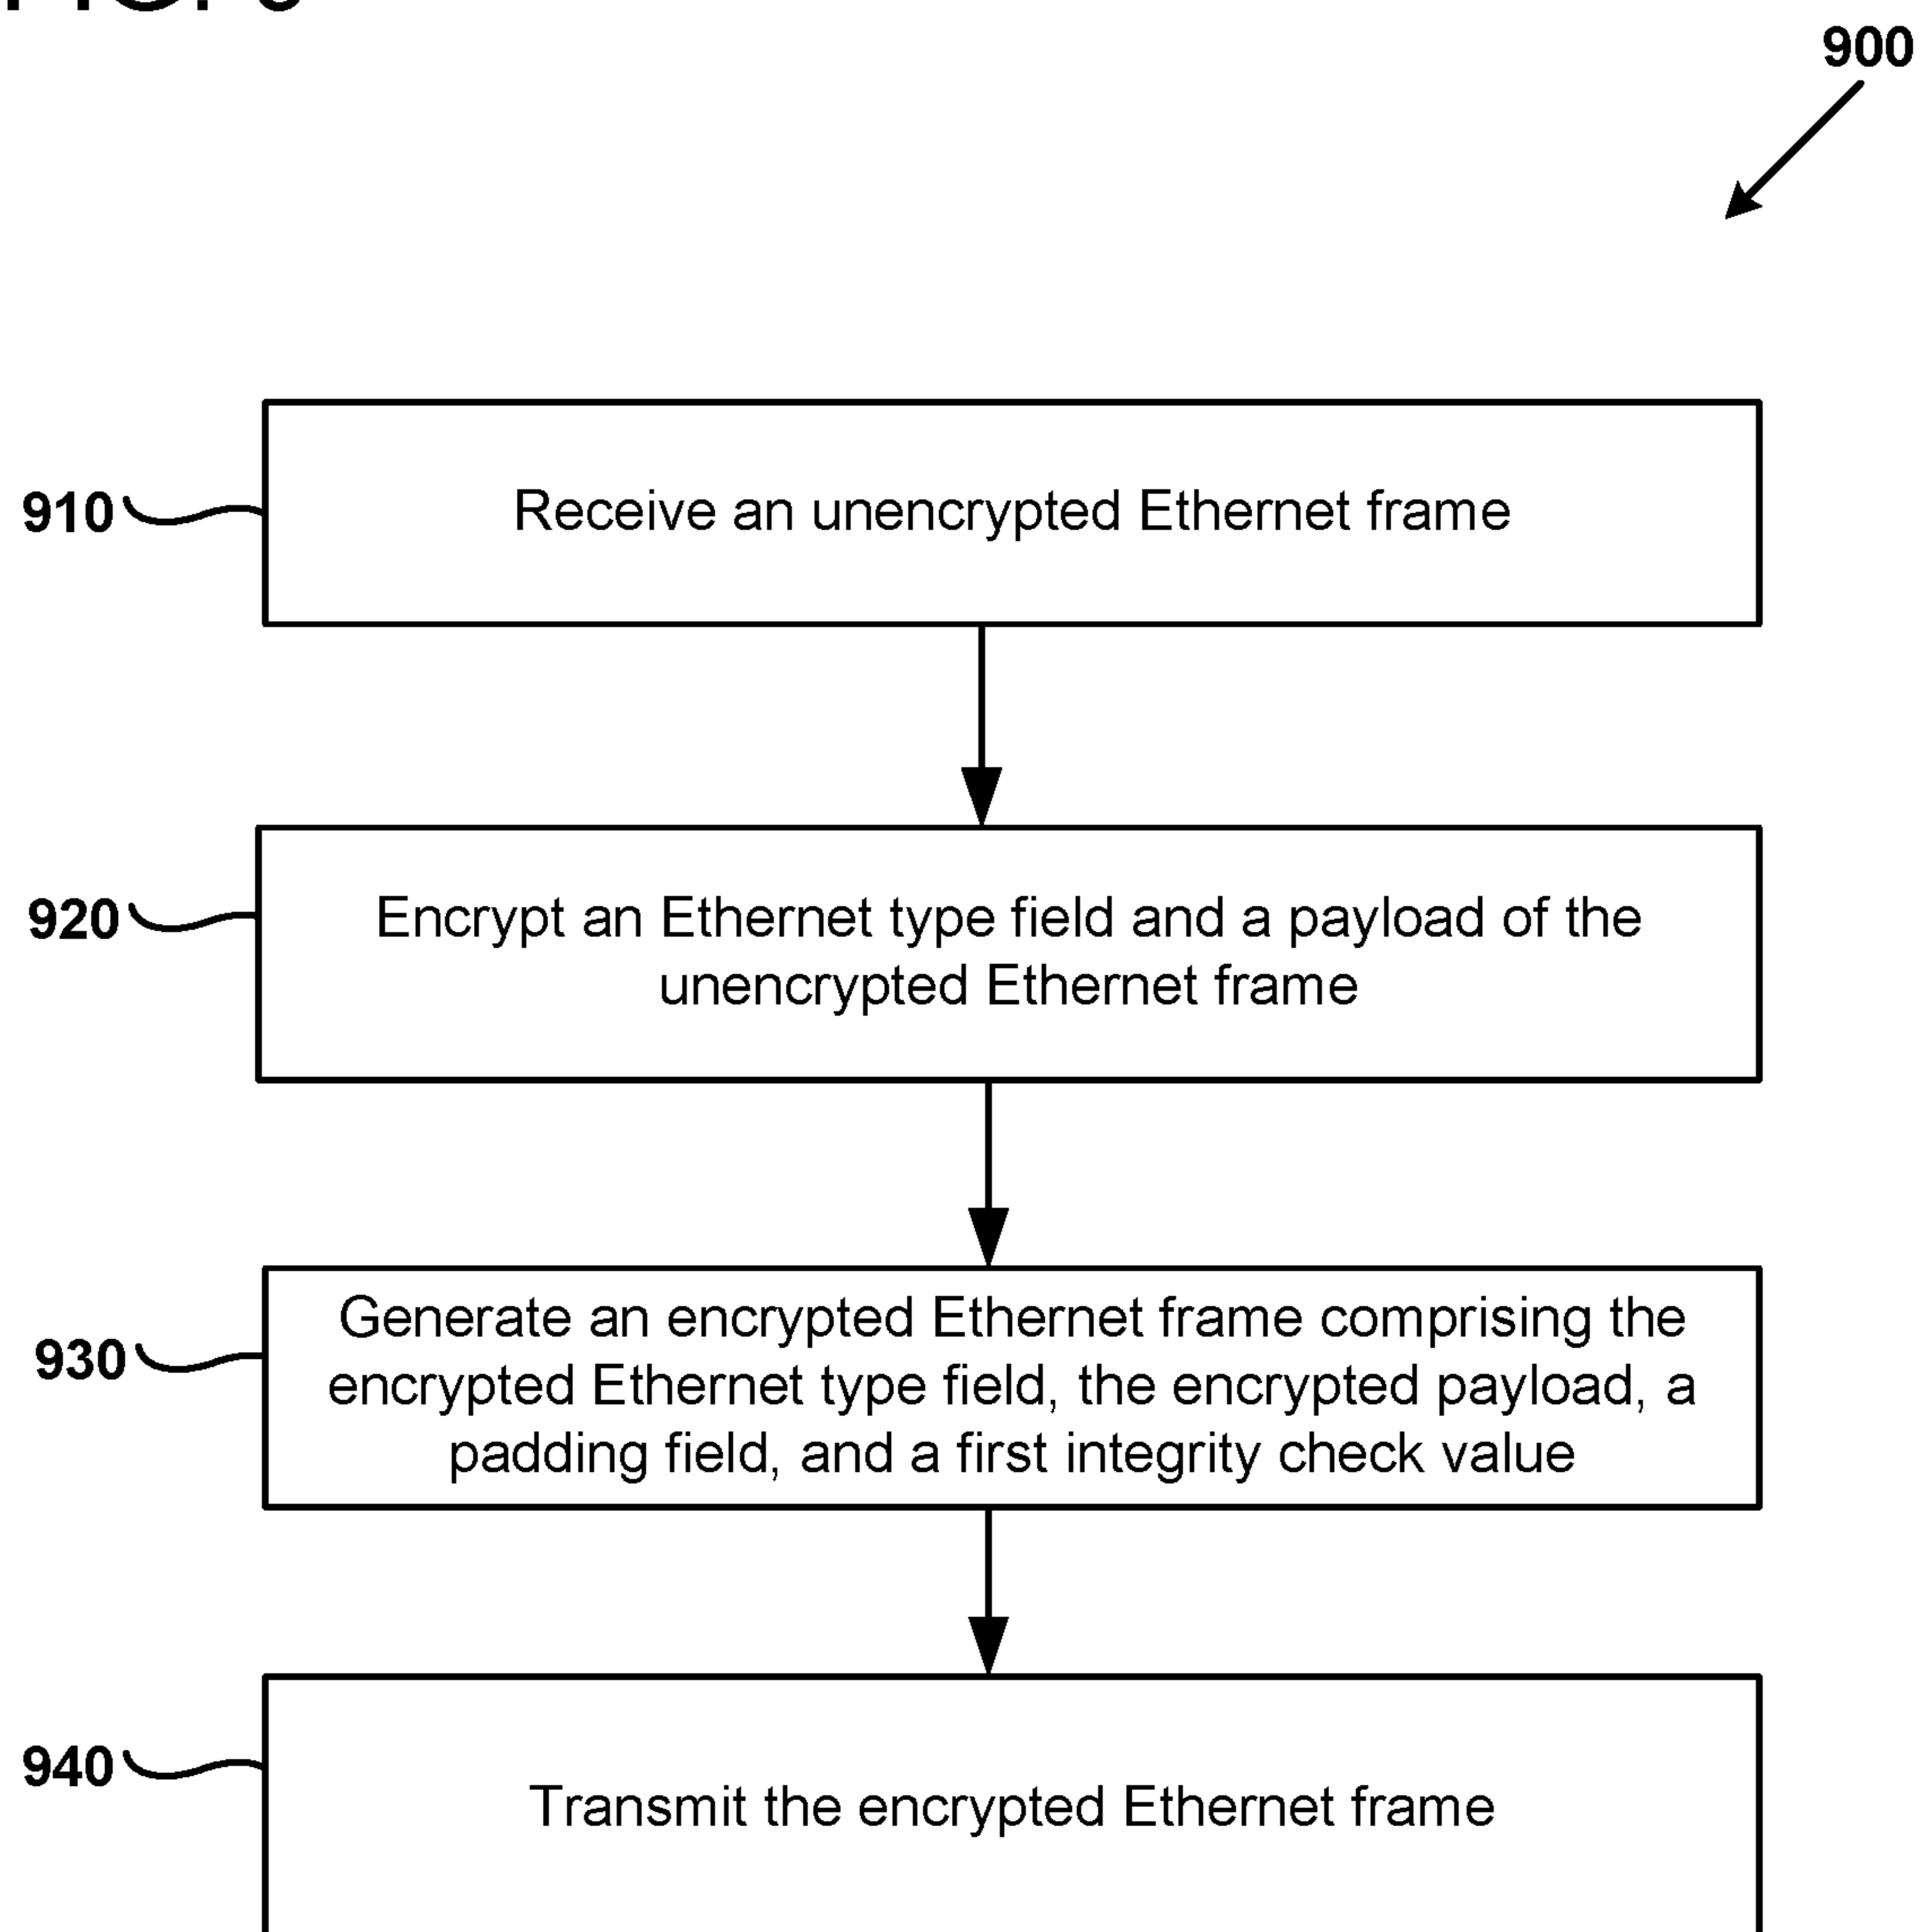 900
910
Receive an unencrypted Ethernet frame
920
Encrypt an Ethernet type field and a payload of the
unencrypted Ethernet frame
930
Generate an encrypted Ethernet frame comprising the
encrypted Ethernet type field, the encrypted payload, a
padding field, and a first integrity check value
940
Transmit the encrypted Ethernet frame